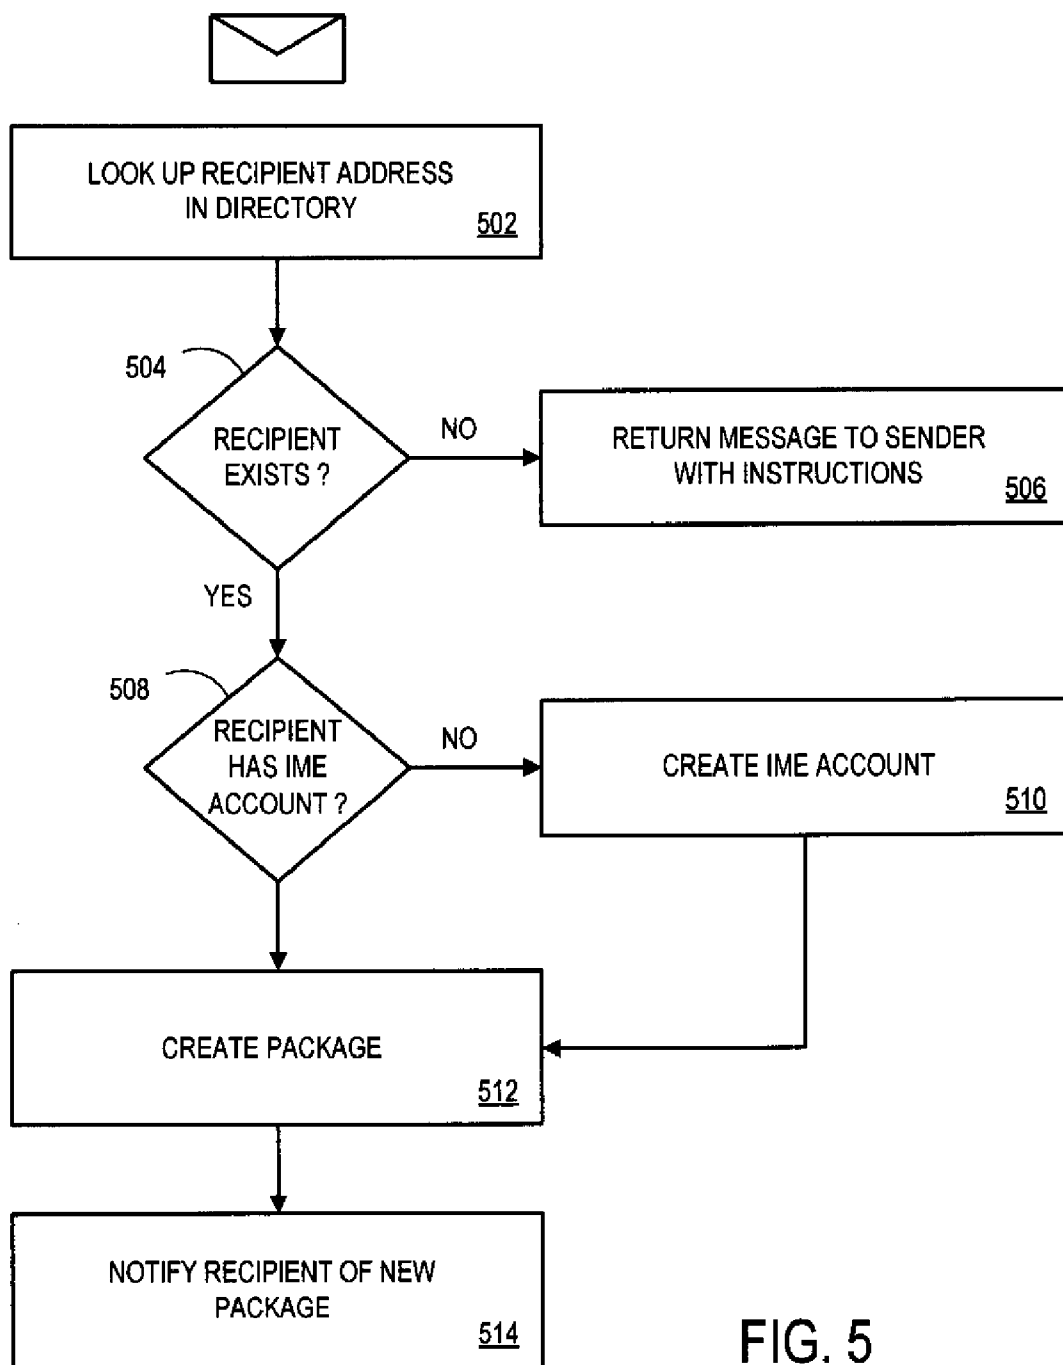 LOOK UP RECIPIENT ADDRESS
IN DIRECTORY
502
504
RECIPIENT
EXISTS ?
NO
RETURN MESSAGE TO SENDER
WITH INSTRUCTIONS
506
YES
508
RECIPIENT
HAS IME
ACCOUNT ?
NO
CREATE IME ACCOUNT
510
CREATE PACKAGE
512
NOTIFY RECIPIENT OF NEW
PACKAGE
514
FIG. 5